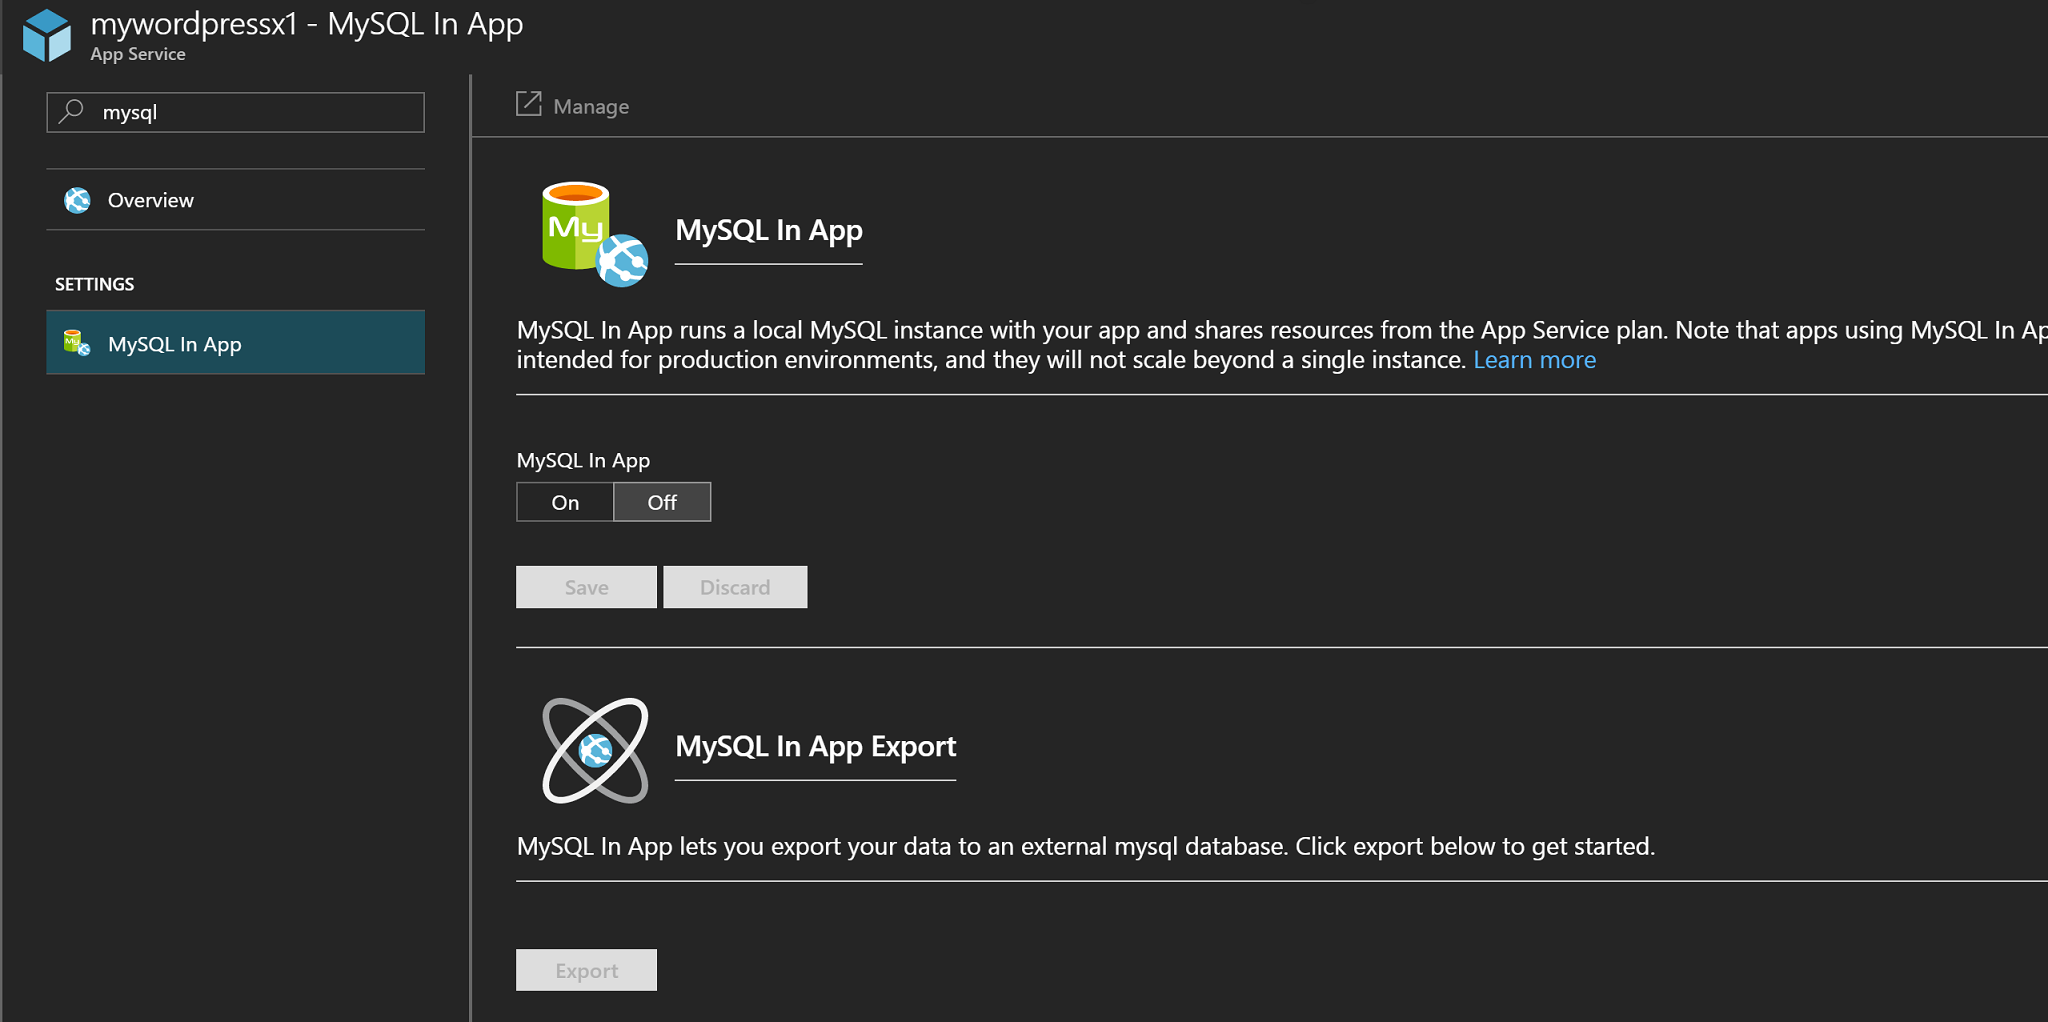 mywordpressx1 - MySQL In App
App Service
mysql
Overview
SETTINGS
MySQL In App
Manage
My
MySQL In App
MySQL In App runs a local MySQL instance with your app and shares resources from the App Service plan. Note that apps using MySQL In Ap
intended for production environments, and they will not scale beyond a single instance. Learn more
MySQL In App
On Off
Save Discard
MySQL In App Export
MySQL In App lets you export your data to an external mysql database. Click export below to get started.
Export